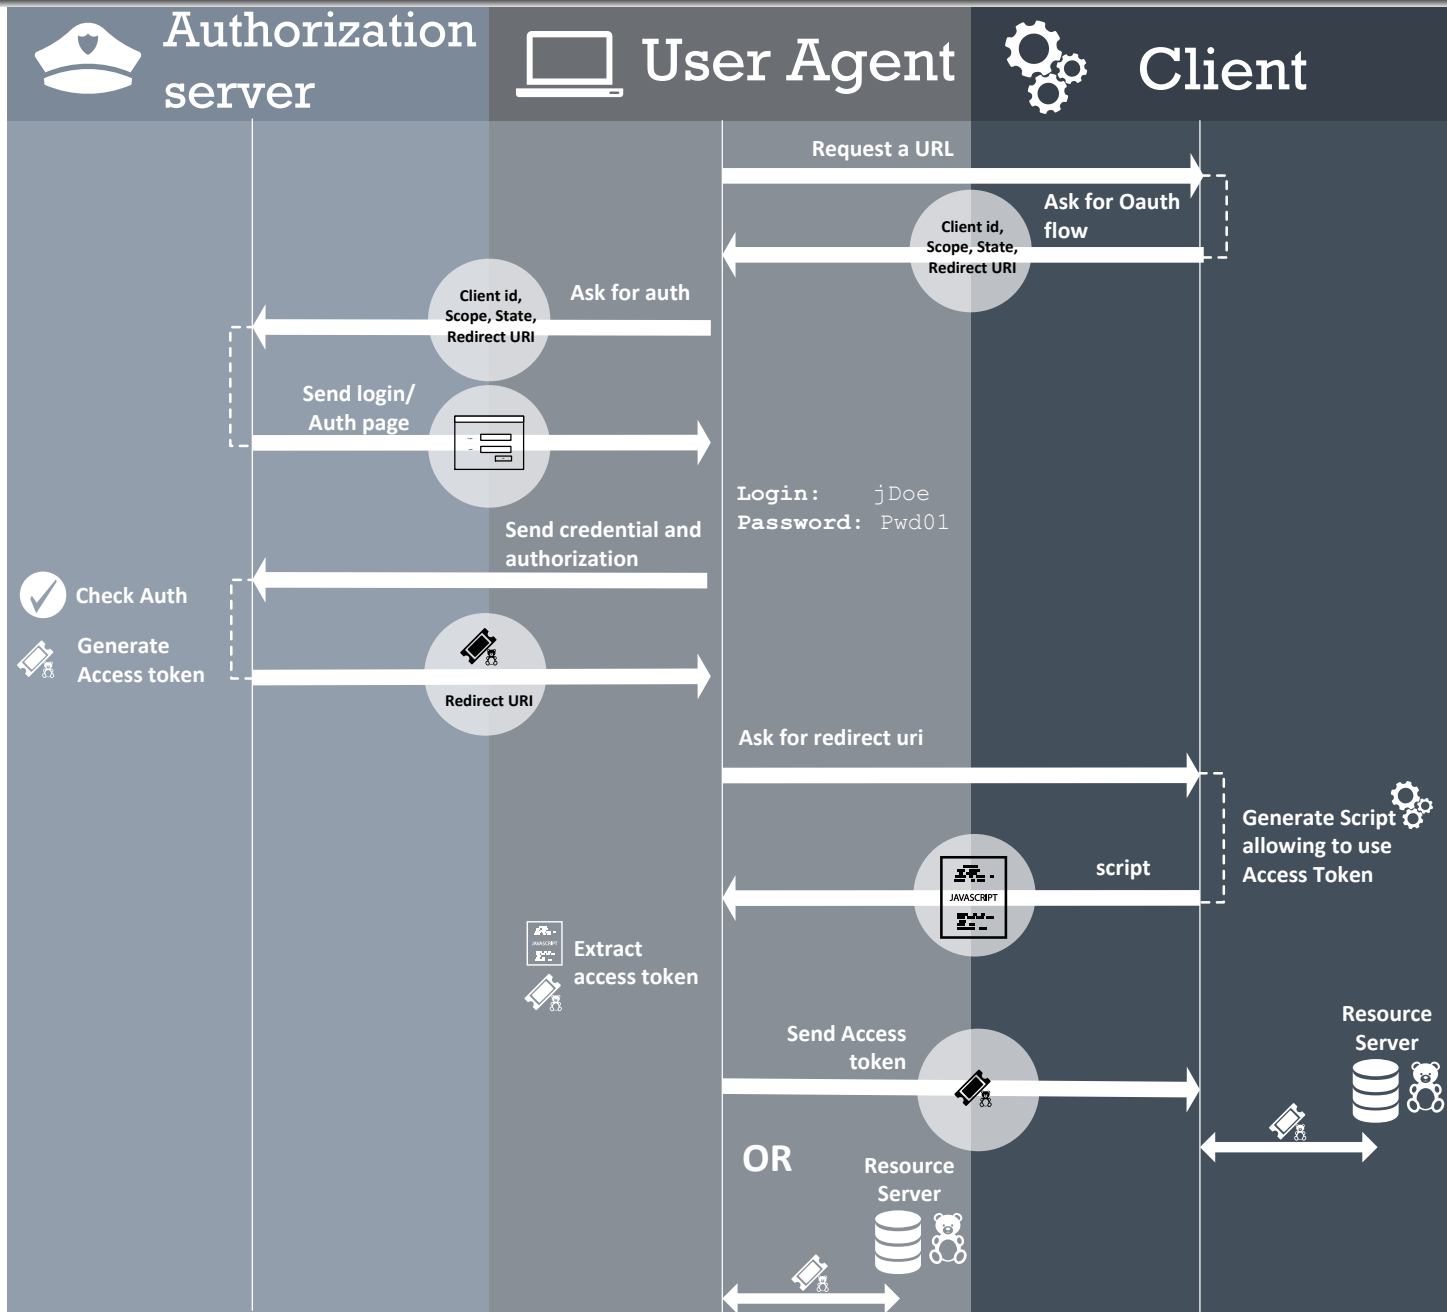 Authorization
server
User Agent
Client
Request a URL
Ask for Oauth
flow
Client id,
Scope, State,
Redirect URI
Ask for auth
Client id,
Scope, State,
Redirect URI
Send login/
Auth page
Login: jDoe
Password: Pwd01
Send credential and
authorization
Check Auth
Generate
Access token
Redirect URI
Ask for redirect uri
Generate Script
allowing to use
Access Token
script
JAVASCRIPT
JAVASCRIPT
Extract
access token
Send Access
token
Resource
Server
OR
Resource
Server